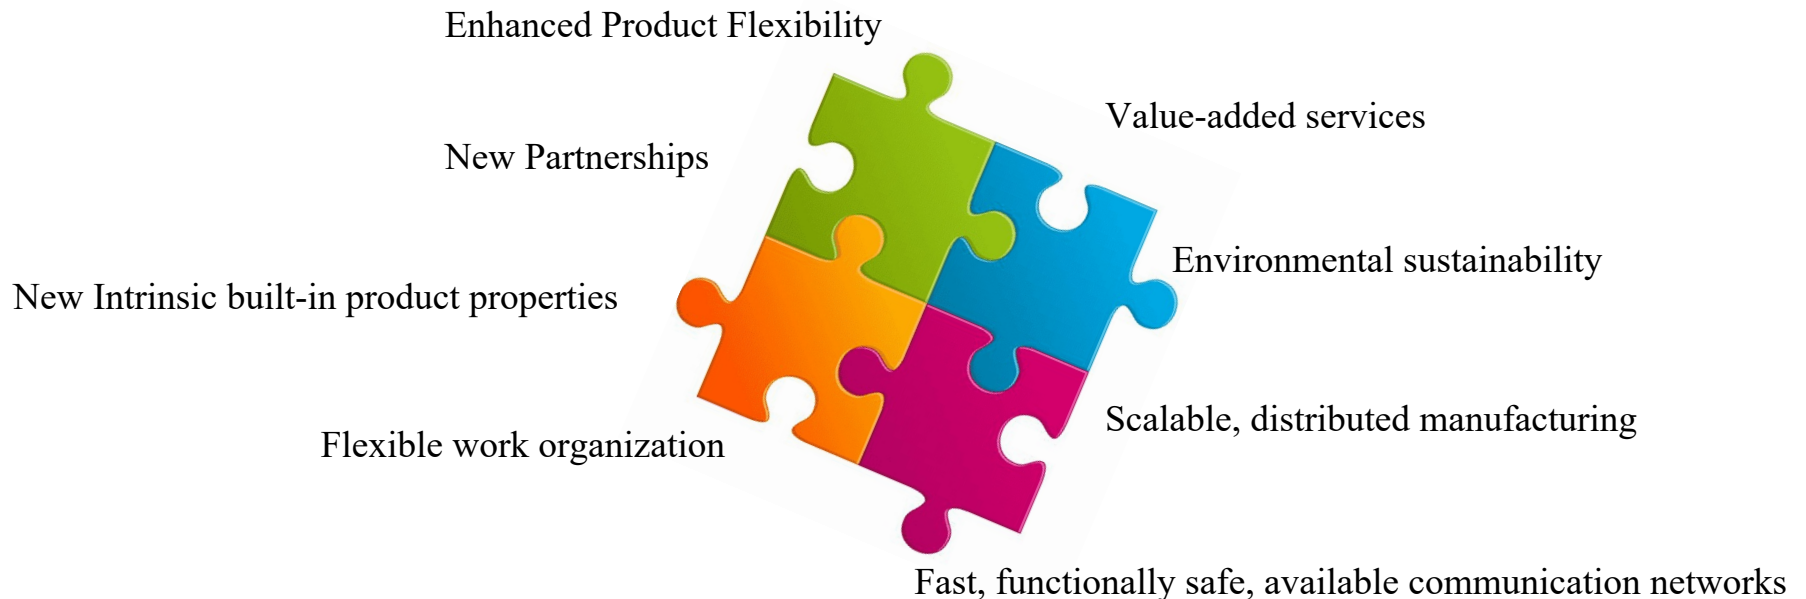 Enhanced Product Flexibility
Value-added services
New Partnerships
Environmental sustainability
New Intrinsic built-in product properties
Scalable, distributed manufacturing
Flexible work organization
Fast, functionally safe, available communication networks